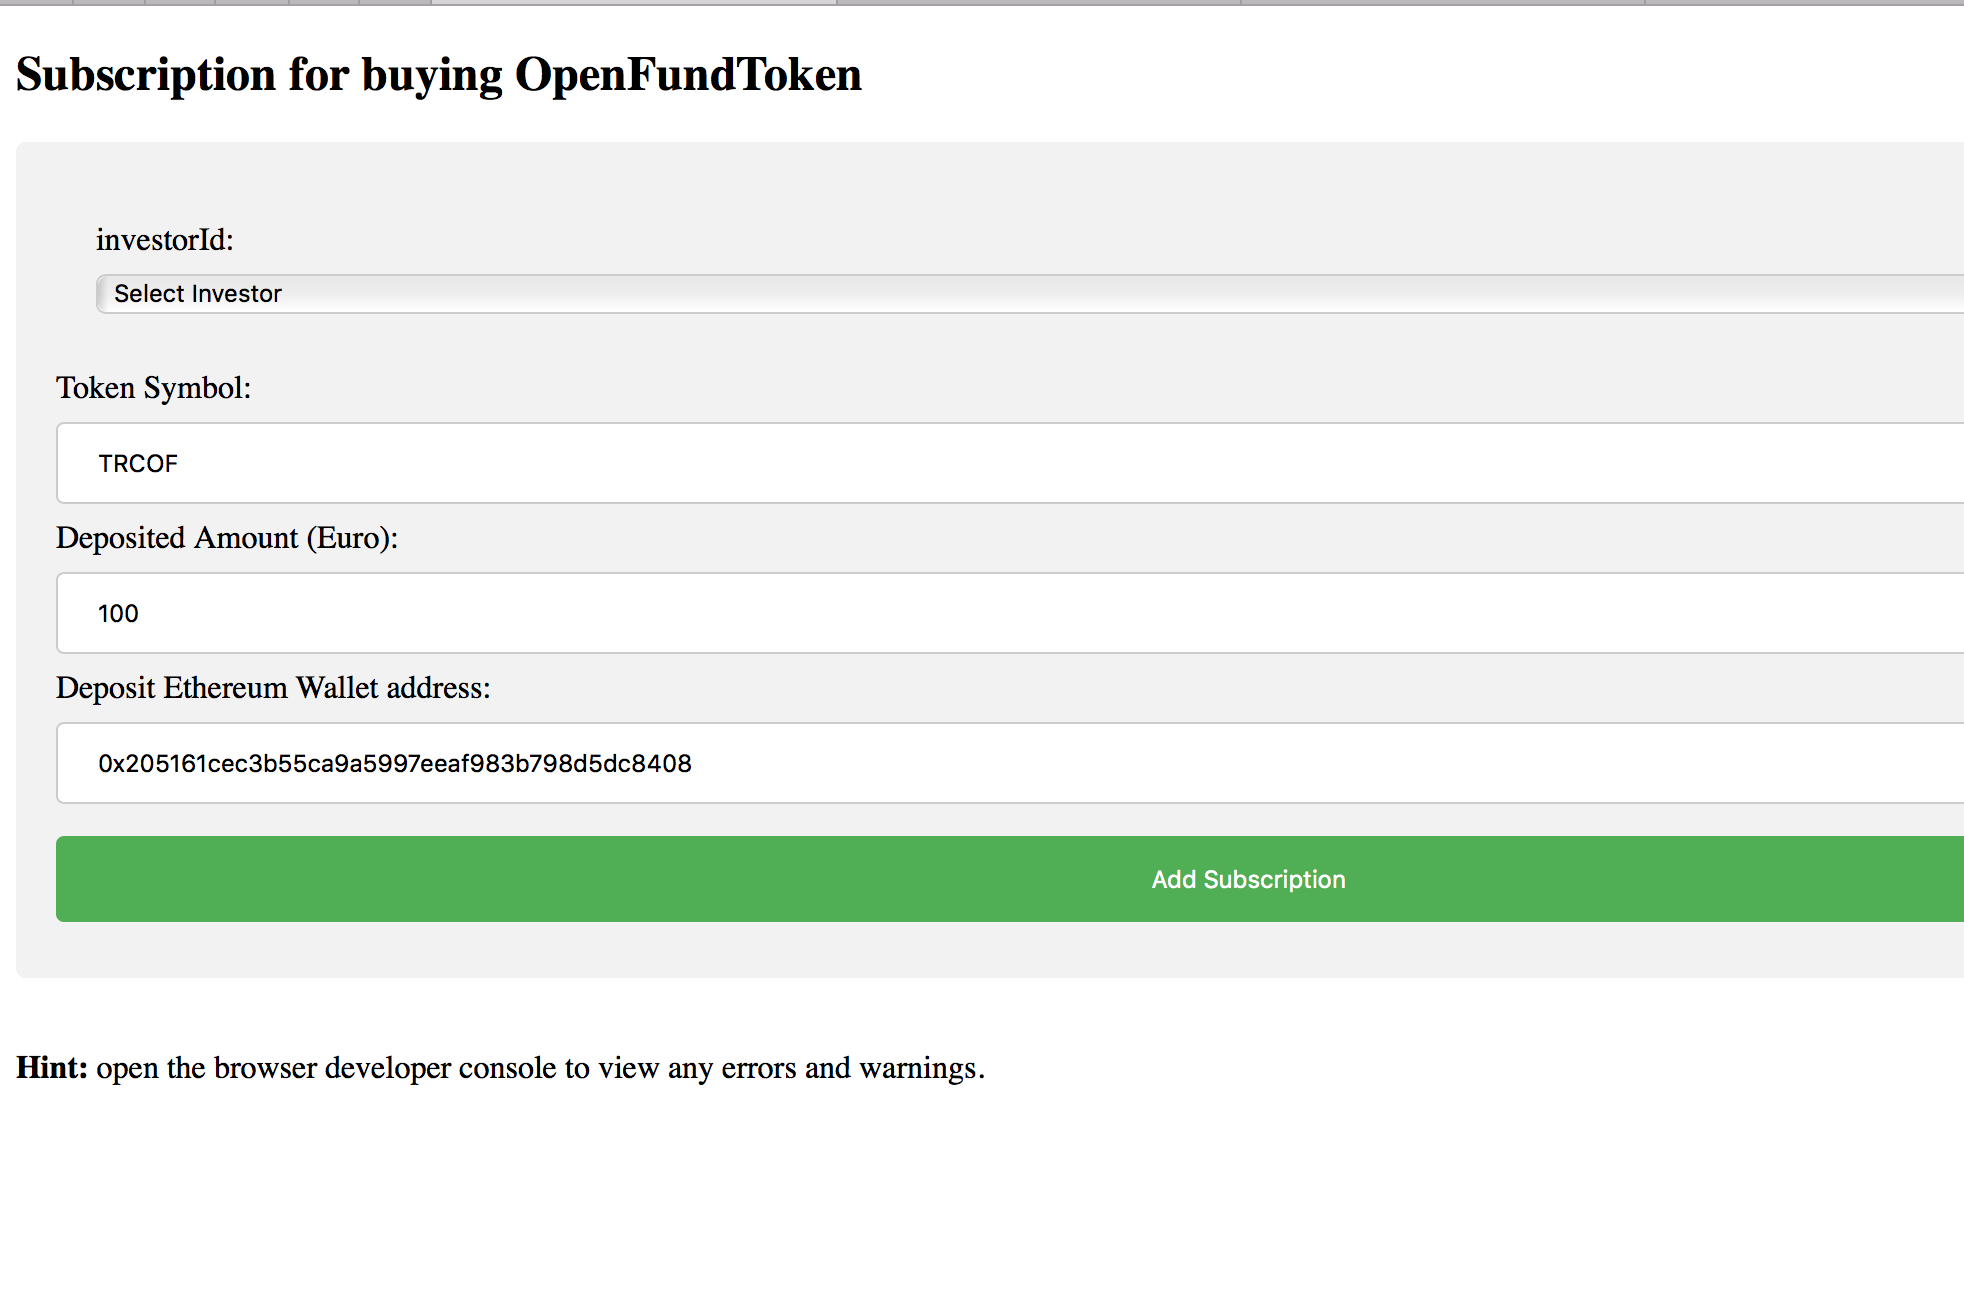 Subscription for buying OpenFundToken
investorId:
Select Investor
Token Symbol:
TRCOF
Deposited Amount (Euro):
100
Deposit Ethereum Wallet address:
0x205161cec3b55ca9a5997eeaf983b798d5dc8408
Add Subscription
Hint: open the browser developer console to view any errors and warnings.